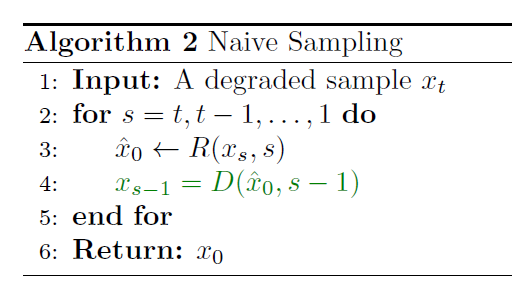 Algorithm 2 Naive Sampling
1: Input: A degraded sample $x_t$
2: for $s = t, t - 1, \ldots, 1$ do
3: $\hat{x}_0 \leftarrow R(x_s, s)$
4: $x_{s-1} = D(\hat{x}_0, s - 1)$
5: end for
6: Return: $x_0$